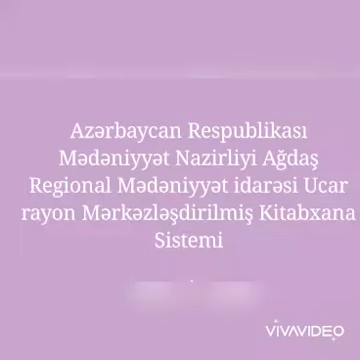 Azərbaycan Respublikası
Mədəniyyət Nazirliyi Ağdaş
Regional Mədəniyyət idarəsi Ucar
rayon Mərkəzləşdirilmiş Kitabxana
Sistemi
.
VIVAVIDEO